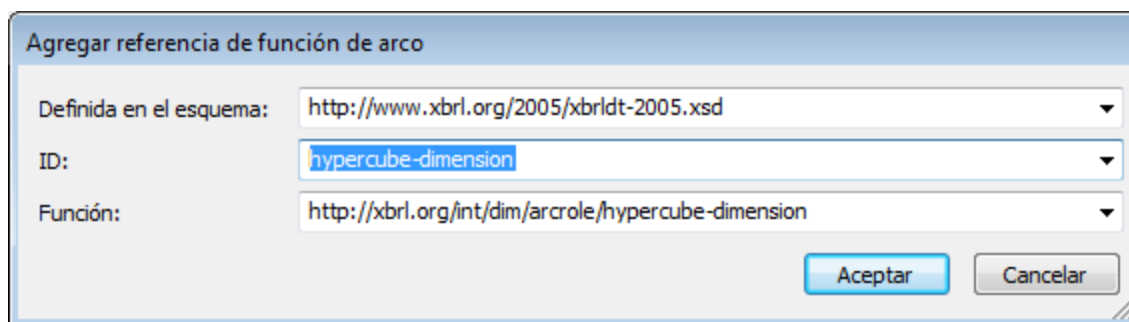 Agregar referencia de función de arco
Definida en el esquema: http://www.xbrl.org/2005/xbrldt-2005.xsd
ID: hypercube-dimension
Función: http://xbrl.org/int/dim/arcrole/hypercube-dimension
Aceptar Cancelar